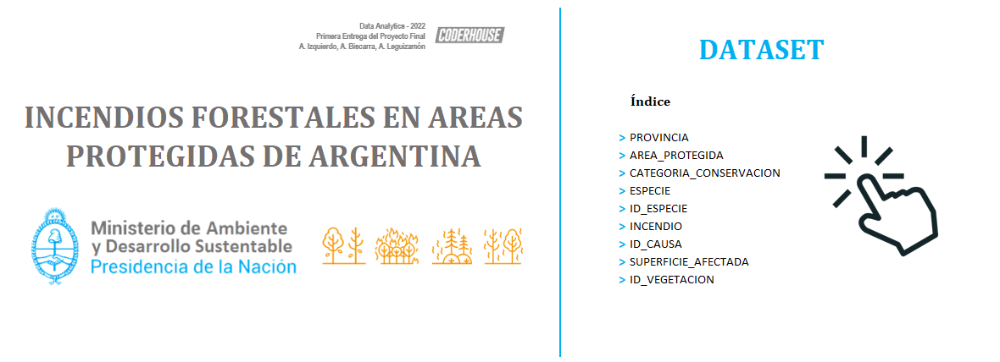 Data Analytics - 2022
Primera Entrega del Proyecto Final
A. Izquierdo, A. Biscarra, A. Leguizamón
CODERHOUSE
INCENDIOS FORESTALES EN AREAS
PROTEGIDAS DE ARGENTINA
Ministerio de Ambiente
y Desarrollo Sustentable
Presidencia de la Nación
DATASET
Índice
> PROVINCIA
> AREA_PROTEGIDA
> CATEGORIA_CONSERVACION
> ESPECIE
> ID_ESPECIE
> INCENDIO
> ID_CAUSA
> SUPERFICIE_AFECTADA
> ID_VEGETACION